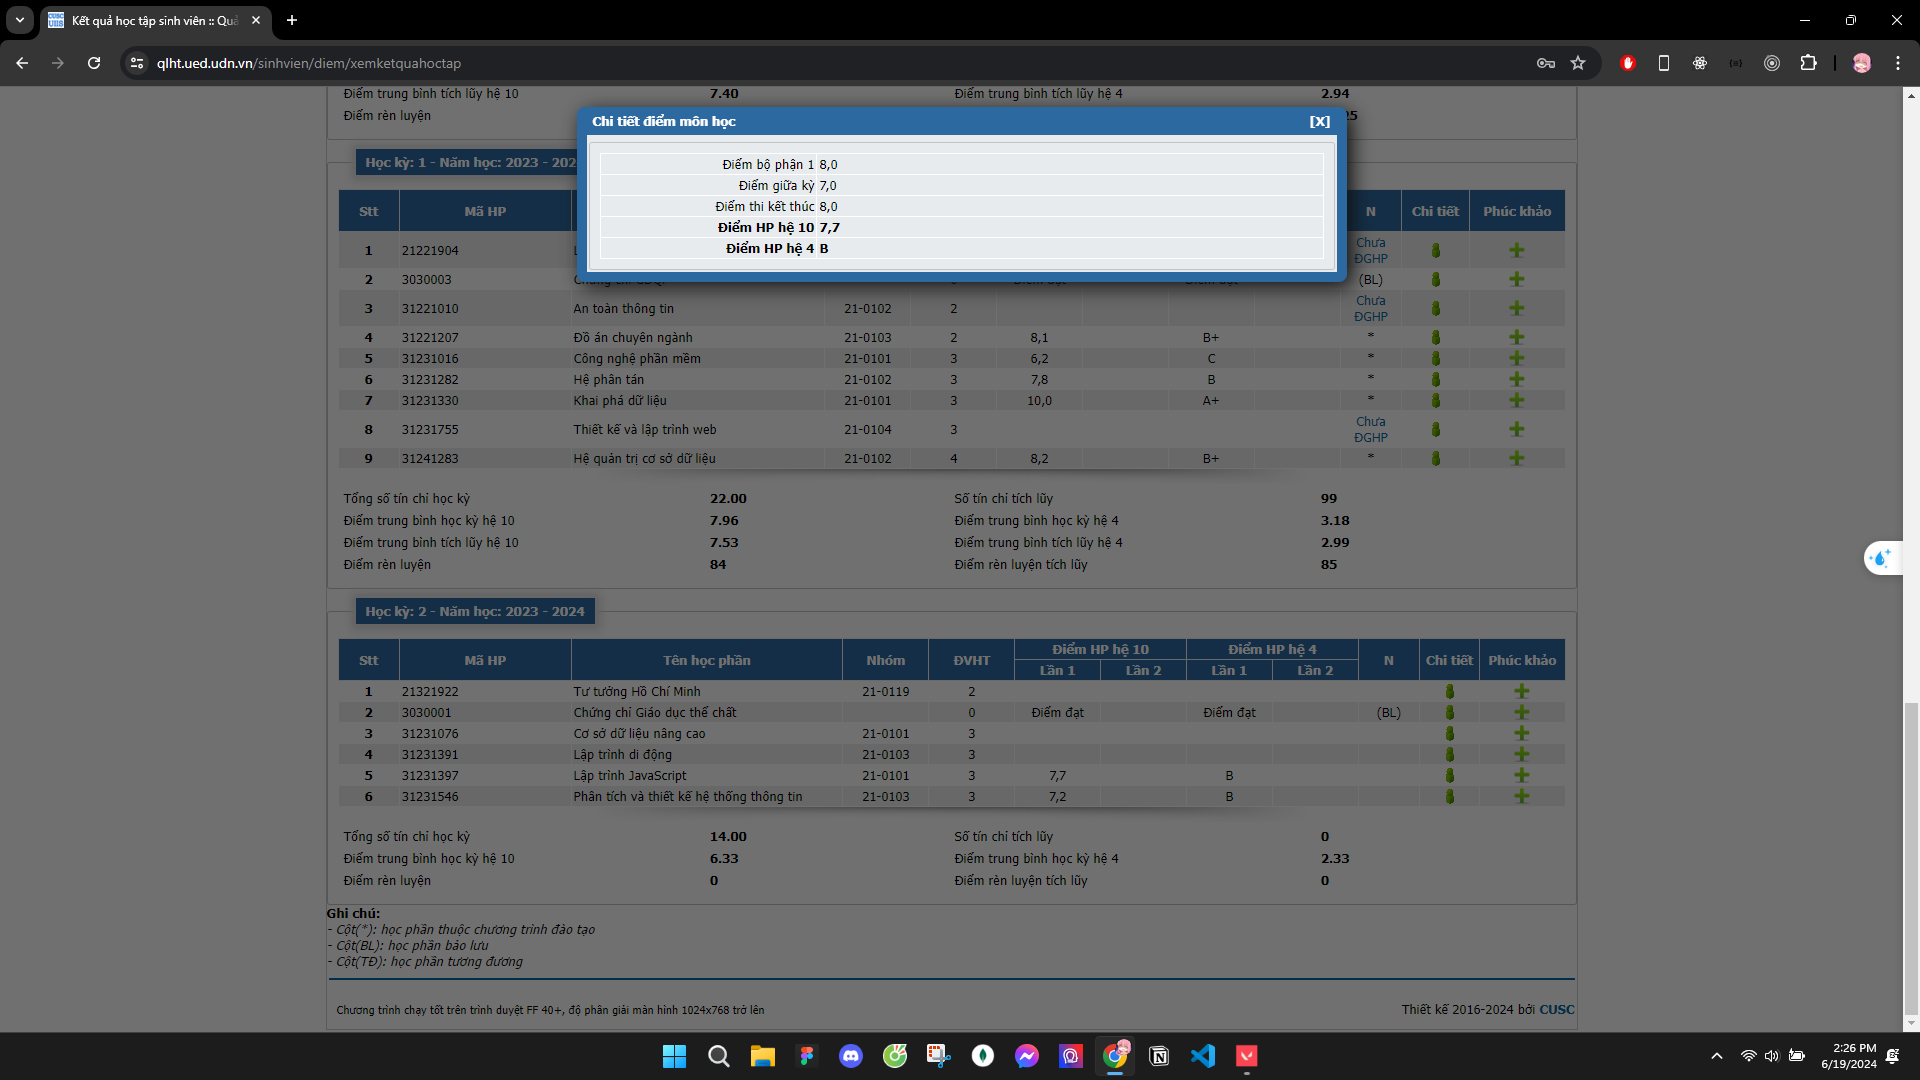 Kết quả học tập sinh viên :: Quả
qlht.ued.udn.vn/sinhvien/diem/xemketquahoctap
Điểm trung bình tích lũy hệ 10 7.40 Điểm trung bình tích lũy hệ 4 2.94
Điểm rèn luyện
Chi tiết điểm môn học [X]
Điểm bộ phận 1 8,0
Điểm giữa kỳ 7,0
Điểm thi kết thúc 8,0
Điểm HP hệ 10 7,7
Điểm HP hệ 4 B
Học kỳ: 1 - Năm học: 2023 - 202
Stt Mã HP N Chi tiết Phúc khảo
1 21221904 Chưa ĐGHP
2 3030003 (BL)
3 31221010 An toàn thông tin 21-0102 2 Chưa ĐGHP
4 31221207 Đồ án chuyên ngành 21-0103 2 8,1 B+ *
5 31231016 Công nghệ phần mềm 21-0101 3 6,2 C *
6 31231282 Hệ phân tán 21-0102 3 7,8 B *
7 31231330 Khai phá dữ liệu 21-0101 3 10,0 A+ *
8 31231755 Thiết kế và lập trình web 21-0104 3 Chưa ĐGHP
9 31241283 Hệ quản trị cơ sở dữ liệu 21-0102 4 8,2 B+ *
Tổng số tín chỉ học kỳ 22.00 Số tín chỉ tích lũy 99
Điểm trung bình học kỳ hệ 10 7.96 Điểm trung bình học kỳ hệ 4 3.18
Điểm trung bình tích lũy hệ 10 7.53 Điểm trung bình tích lũy hệ 4 2.99
Điểm rèn luyện 84 Điểm rèn luyện tích lũy 85
Học kỳ: 2 - Năm học: 2023 - 2024
Stt Mã HP Tên học phần Nhóm ĐVHT Điểm HP hệ 10 Điểm HP hệ 4 N Chi tiết Phúc khảo
Lần 1 Lần 2 Lần 1 Lần 2
1 21321922 Tư tưởng Hồ Chí Minh 21-0119 2
2 3030001 Chứng chỉ Giáo dục thể chất 0 Điểm đạt Điểm đạt (BL)
3 31231076 Cơ sở dữ liệu nâng cao 21-0101 3
4 31231391 Lập trình di động 21-0103 3
5 31231397 Lập trình JavaScript 21-0101 3 7,7 B
6 31231546 Phân tích và thiết kế hệ thống thông tin 21-0103 3 7,2 B
Tổng số tín chỉ học kỳ 14.00 Số tín chỉ tích lũy 0
Điểm trung bình học kỳ hệ 10 6.33 Điểm trung bình học kỳ hệ 4 2.33
Điểm rèn luyện 0 Điểm rèn luyện tích lũy 0
Ghi chú:
- Cột(*): học phần thuộc chương trình đào tạo
- Cột(BL): học phần bảo lưu
- Cột(TĐ): học phần tương đương
Chương trình chạy tốt trên trình duyệt FF 40+, độ phân giải màn hình 1024x768 trở lên Thiết kế 2016-2024 bởi CUSC
2:26 PM
6/19/2024